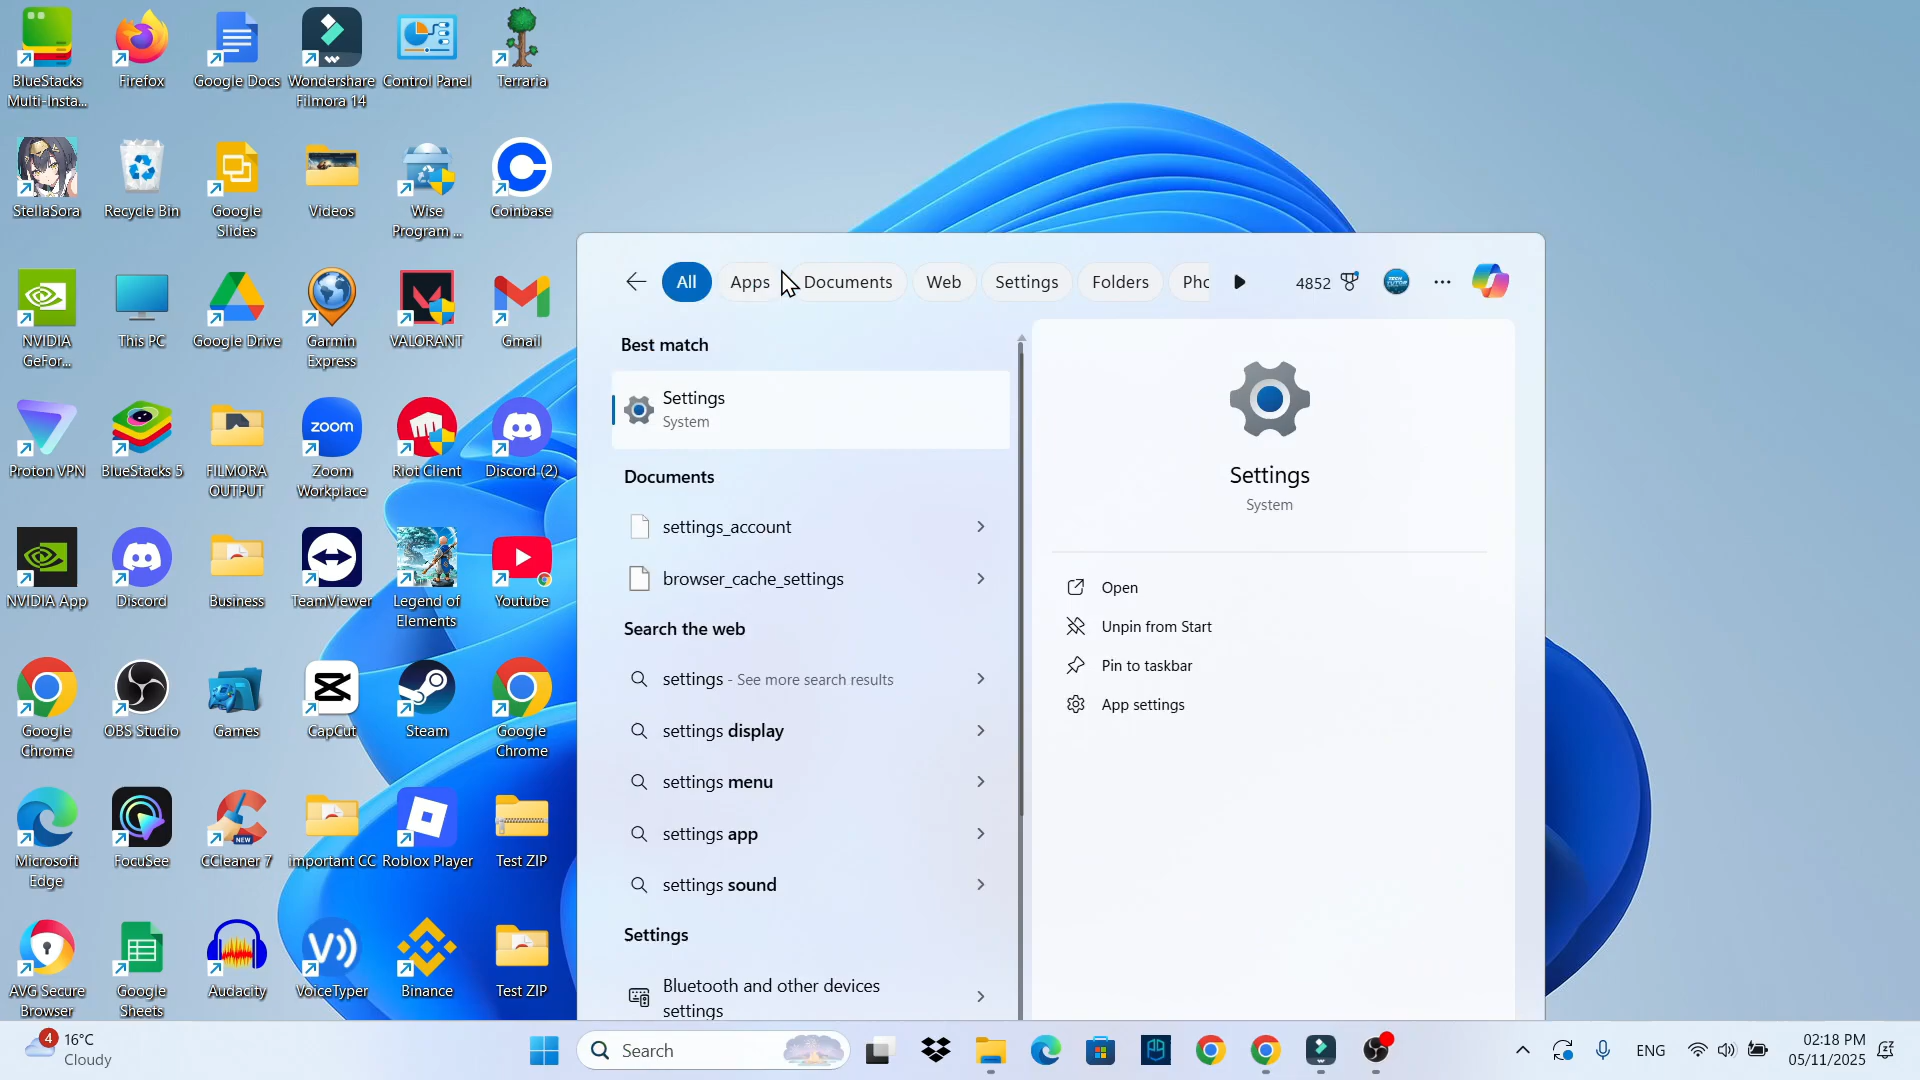 BlueStacks
Multi-Insta...
Firefox
Google Docs
Wondershare
Filmora 14
Control Panel
Terraria
StellaSora
Recycle Bin
Google
Slides
Videos
Wise
Program ...
Coinbase
NVIDIA
GeFor...
This PC
Google Drive
Garmin
Express
VALORANT
Gmail
Proton VPN
BlueStacks 5
FILMORA
OUTPUT
zoom
Zoom
Workplace
Riot Client
Discord (2)
NVIDIA App
Discord
Business
TeamViewer
Legend of
Elements
Youtube
Google
Chrome
OBS Studio
Games
CapCut
Steam
Google
Chrome
Microsoft
Edge
FocuSee
NEW
CCleaner 7
important CC
Roblox Player
Test ZIP
AVG Secure
Browser
Google
Sheets
Audacity
VoiceTyper
Binance
Test ZIP
All
Apps
Documents
Web
Settings
Folders
Pho
4852
Best match
Settings
System
Documents
settings_account
browser_cache_settings
Search the web
settings - See more search results
settings display
settings menu
settings app
settings sound
Settings
Bluetooth and other devices
settings
Settings
System
Open
Unpin from Start
Pin to taskbar
App settings
4
16°C
Cloudy
Search
ENG
02:18 PM
05/11/2025